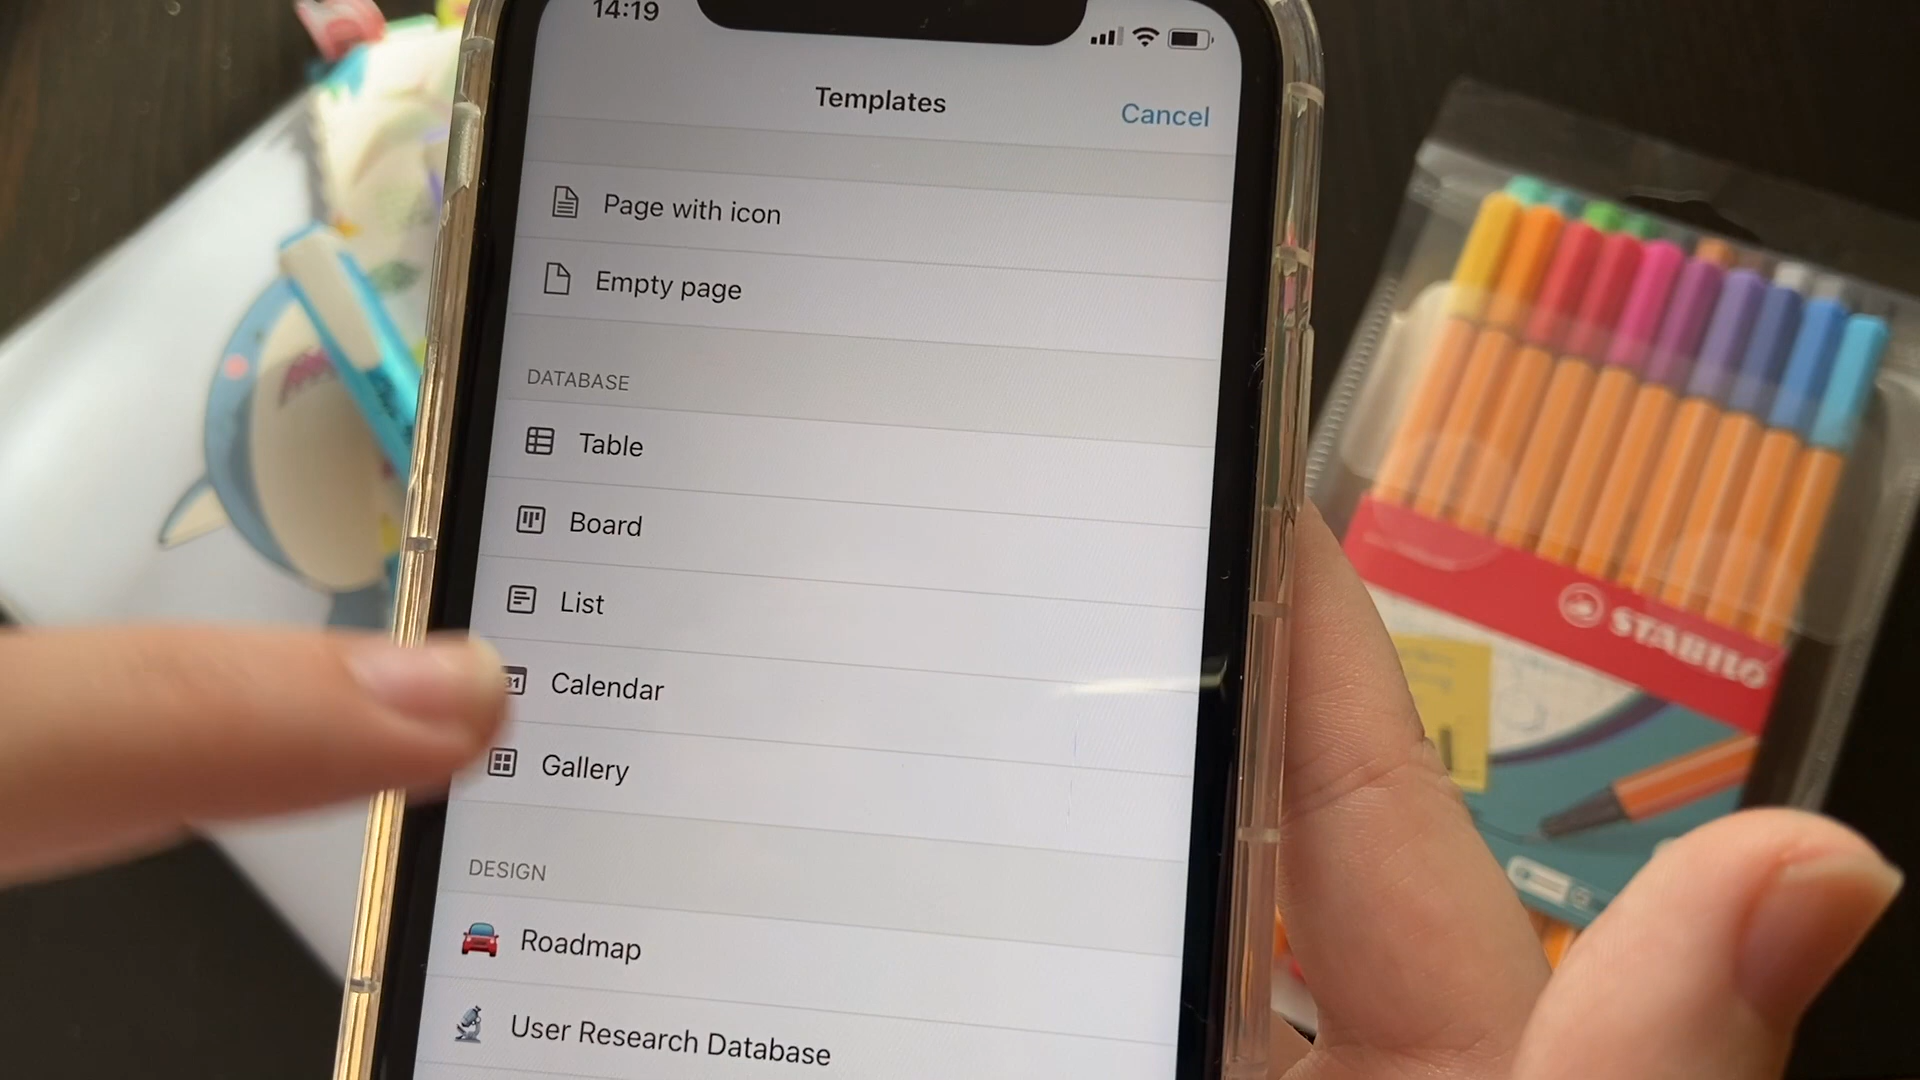 14:19
Templates
Cancel
Page with icon
Empty page
DATABASE
Table
Board
List
31
Calendar
Gallery
DESIGN
Roadmap
User Research Database
STABILO